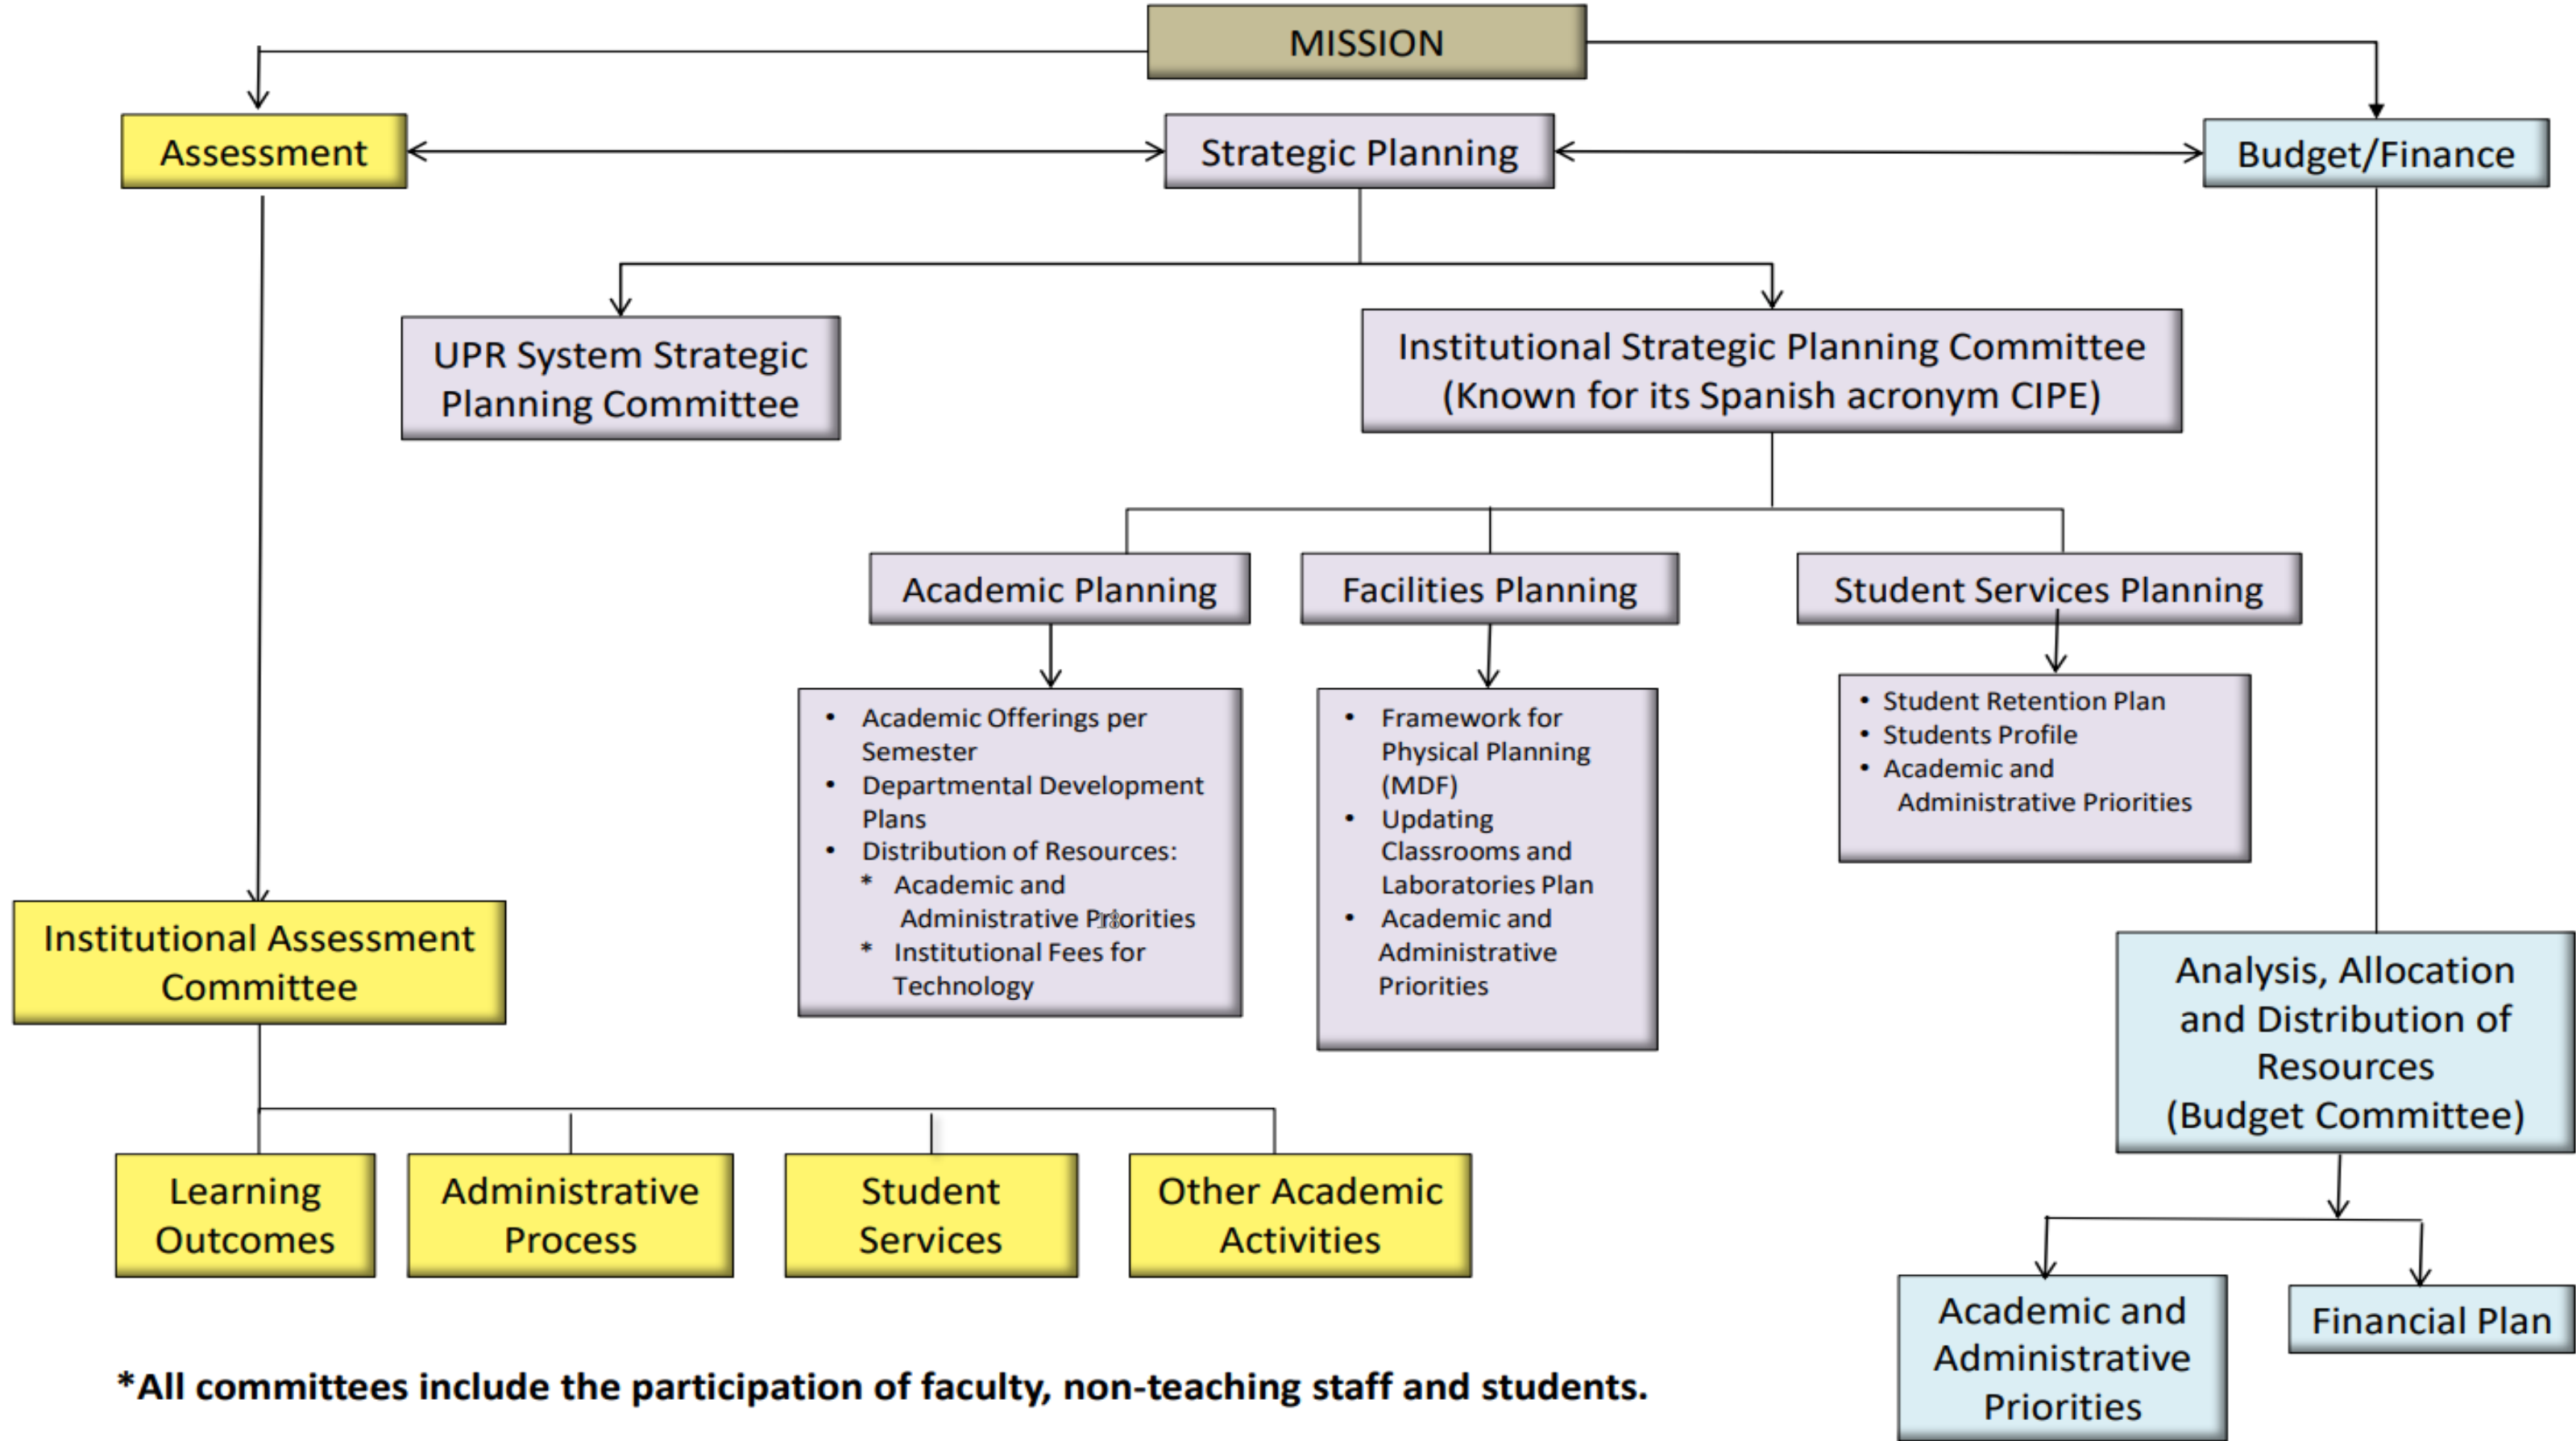 MISSION
Assessment
Strategic Planning
Budget/Finance
UPR System Strategic
Planning Committee
Institutional Strategic Planning Committee
(Known for its Spanish acronym CIPE)
Academic Planning
Facilities Planning
Student Services Planning
• Academic Offerings per
Semester
• Departmental Development
Plans
• Distribution of Resources:
* Academic and
Administrative Priorities
* Institutional Fees for
Technology
18
• Framework for
Physical Planning
(MDF)
• Updating
Classrooms and
Laboratories Plan
• Academic and
Administrative
Priorities
• Student Retention Plan
• Students Profile
• Academic and
Administrative Priorities
Institutional Assessment
Committee
Analysis, Allocation
and Distribution of
Resources
(Budget Committee)
Learning
Outcomes
Administrative
Process
Student
Services
Other Academic
Activities
Academic and
Administrative
Priorities
Financial Plan
*All committees include the participation of faculty, non-teaching staff and students.